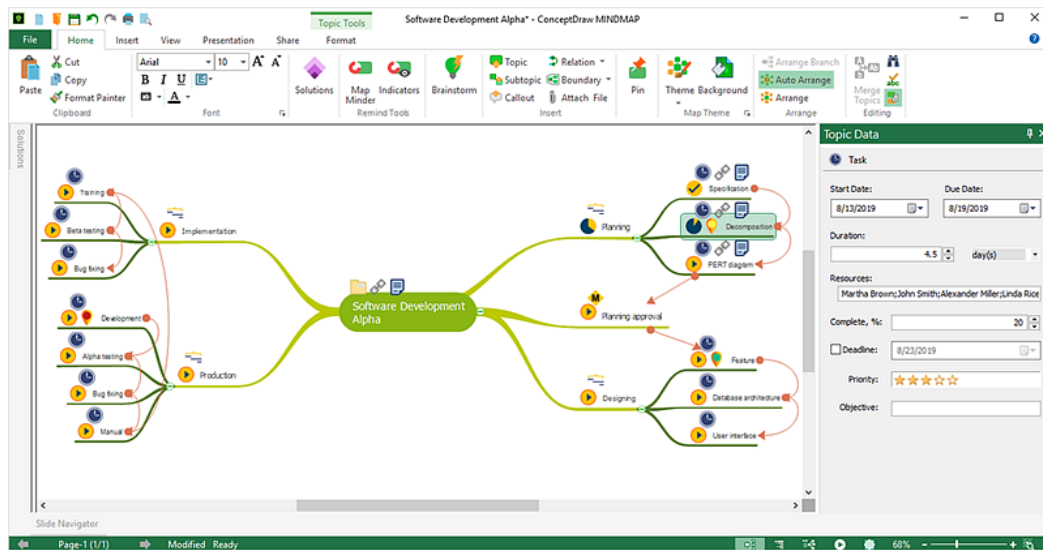 Topic Tools
Software Development Alpha* - ConceptDraw MINDMAP
File
Home
Insert
View
Presentation
Share
Format
Paste
Cut
Copy
Format Painter
Clipboard
Arial
10
A A
B I U
A
Font
Solutions
Map Minder
Indicators
Remind Tools
Brainstorm
Topic
Subtopic
Callout
Relation
Boundary
Attach File
Insert
Pin
Theme
Background
Map Theme
Arrange Branch
Auto Arrange
Arrange
Arrange
Merge Topics
abc
Editing
Solutions
Training
Beta testing
Bug fixing
Implementation
Development
Alpha testing
Bug fixing
Manual
Production
Software Development
Alpha
Specification
Decomposition
PERT diagram
Planning
M
Planning approval
Feature
Database architecture
User interface
Designing
Topic Data
Task
Start Date:
Due Date:
8/13/2019
8/19/2019
Duration:
4.5
day(s)
Resources:
Martha Brown;John Smith;Alexander Miller;Linda Rice
Complete, %:
20
Deadline:
8/23/2019
Priority:
Objective:
Slide Navigator
Page-1 (1/1)
Modified
Ready
68%